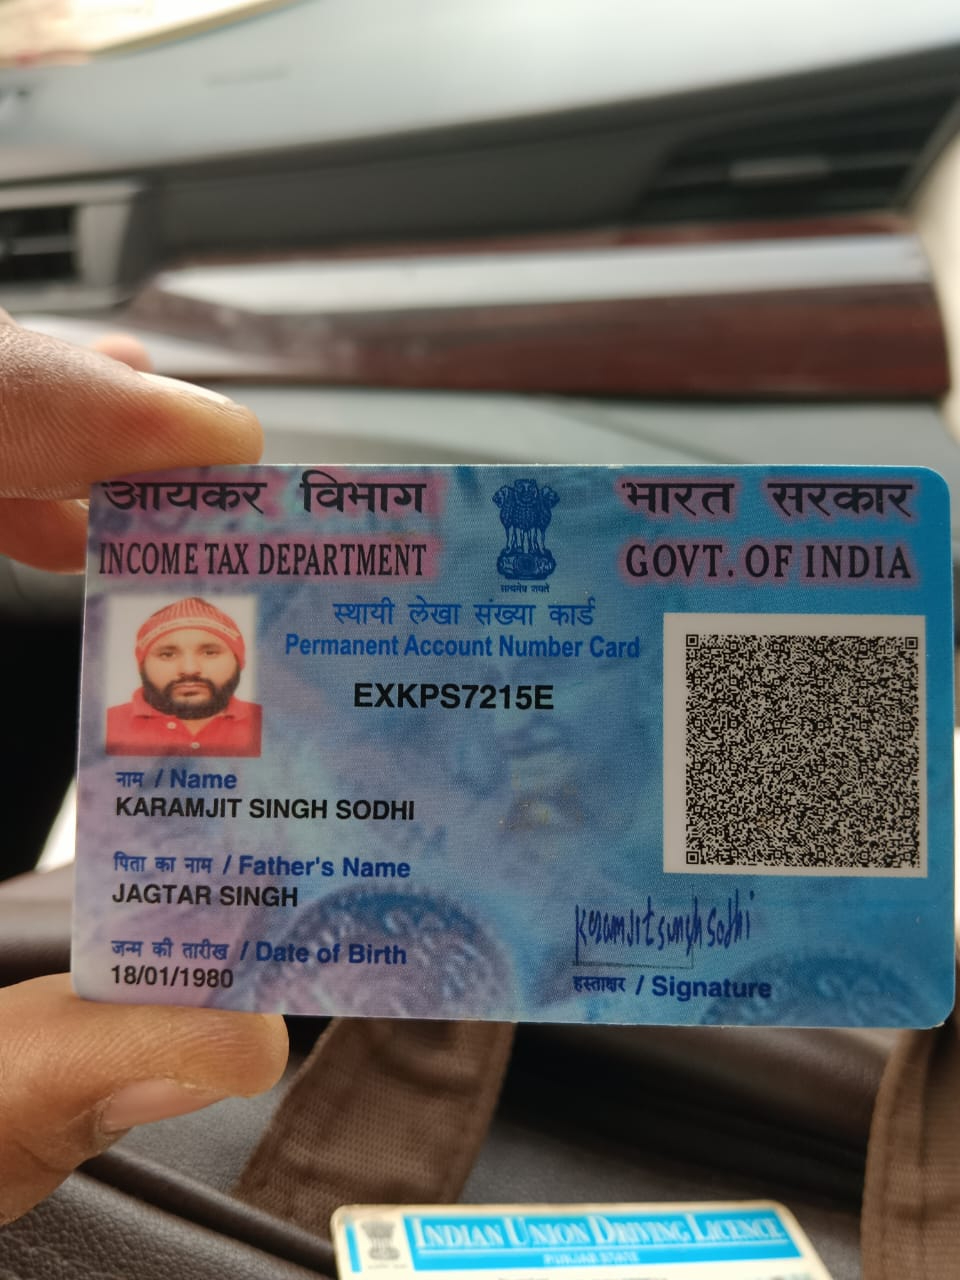 आयकर विभाग
INCOME TAX DEPARTMENT
भारत सरकार
GOVT. OF INDIA
सत्यमेव जयते
स्थायी लेखा संख्या कार्ड
Permanent Account Number Card
EXKPS7215E
नाम / Name
KARAMJIT SINGH SODHI
पिता का नाम / Father's Name
JAGTAR SINGH
जन्म की तारीख / Date of Birth
18/01/1980
Karamjit singh sodhi
हस्ताक्षर / Signature
INDIAN UNION DRIVING LICENCE
PUNJAB STATE